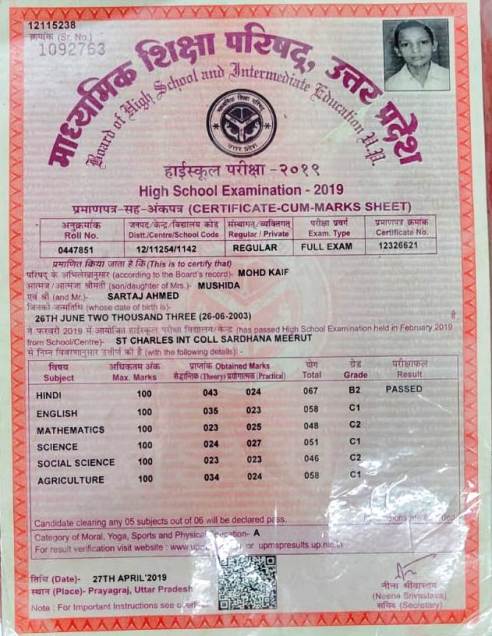 12115238
क्रमांक (Sr. No.)
1092763
माध्यमिक शिक्षा परिषद, उत्तर प्रदेश
Board of High School and Intermediate Education U.P.
हाईस्कूल परीक्षा - २०१९
High School Examination - 2019
प्रमाणपत्र-सह-अंकपत्र (CERTIFICATE-CUM-MARKS SHEET)
अनुक्रमांक जनपद/केन्द्र/विद्यालय कोड संस्थागत/व्यक्तिगत परीक्षा प्रवर्ग प्रमाणपत्र क्रमांक
Roll No. Distt./Centre/School Code Regular / Private Exam. Type Certificate No.
0447851 12/11254/1142 REGULAR FULL EXAM 12326621
प्रमाणित किया जाता है कि (This is to certify that)
परिषद के अभिलेखानुसार (according to the Board's record)- MOHD KAIF
आत्मज / आत्मजा श्रीमती (son/daughter of Mrs.)- MUSHIDA
एवं श्री (and Mr.)- SARTAJ AHMED
जिनकी जन्मतिथि (whose date of birth is)-
26TH JUNE TWO THOUSAND THREE (26-06-2003) है
ने फरवरी 2019 में आयोजित हाईस्कूल परीक्षा विद्यालय/केन्द्र (has passed High School Examination held in February 2019
from School/Centre)- ST CHARLES INT COLL SARDHANA MEERUT
से निम्न विवरणानुसार उत्तीर्ण की है (with the following details) :-
विषय अधिकतम अंक प्राप्तांक Obtained Marks योग ग्रेड परीक्षाफल
Subject Max. Marks सैद्धान्तिक (Theory) प्रयोगात्मक (Practical) Total Grade Result
HINDI 100 043 024 067 B2 PASSED
ENGLISH 100 035 023 058 C1
MATHEMATICS 100 023 025 048 C2
SCIENCE 100 024 027 051 C1
SOCIAL SCIENCE 100 023 023 046 C2
AGRICULTURE 100 034 024 058 C1
Candidate clearing any 05 subjects out of 06 will be declared pass.
Category of Moral, Yoga, Sports and Physical Education- A
For result verification visit website : or upmspresults.up.nic.in
तिथि (Date)- 27TH APRIL'2019
स्थान (Place)- Prayagraj, Uttar Pradesh
Note : For Important Instructions see
नीना श्रीवास्तव
(Neena Srivastava)
सचिव (Secretary)